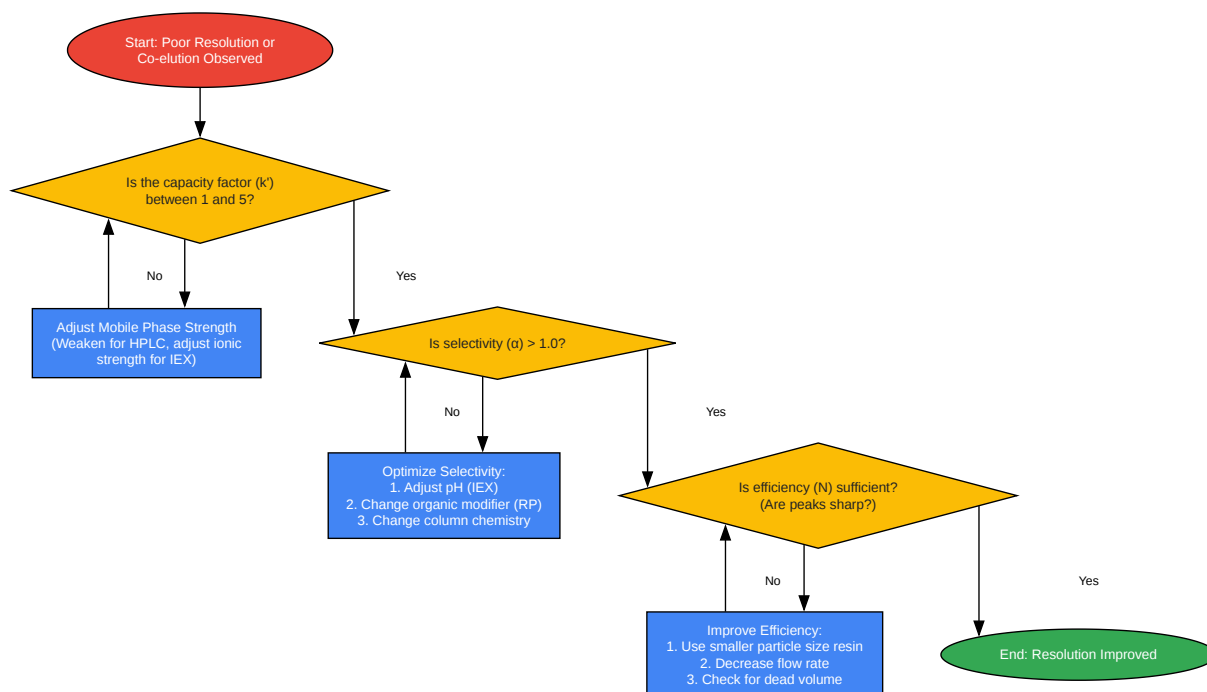 Start: Poor Resolution or
Co-elution Observed
Is the capacity factor (k')
between 1 and 5?
No
Yes
Adjust Mobile Phase Strength
(Weaken for HPLC, adjust ionic
strength for IEX)
Is selectivity (α) > 1.0?
No
Yes
Optimize Selectivity:
1. Adjust pH (IEX)
2. Change organic modifier (RP)
3. Change column chemistry
Is efficiency (N) sufficient?
(Are peaks sharp?)
No
Yes
Improve Efficiency:
1. Use smaller particle size resin
2. Decrease flow rate
3. Check for dead volume
End: Resolution Improved